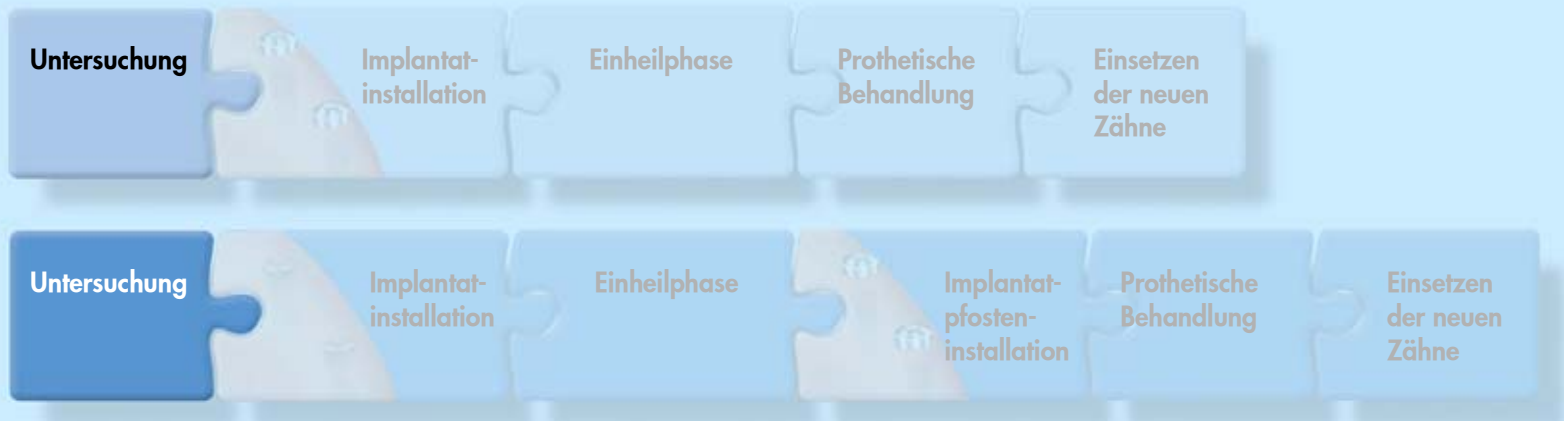 Untersuchung
Implantat-
installation
Einheilphase
Prothetische
Behandlung
Einsetzen
der neuen
Zähne
Untersuchung
Implantat-
installation
Einheilphase
Implantat-
pfosten-
installation
Prothetische
Behandlung
Einsetzen
der neuen
Zähne